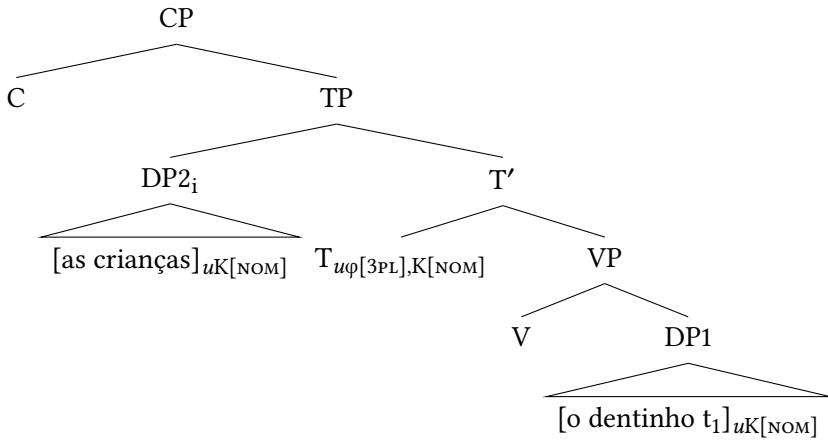 CP
C TP
DP2i T′
[as crianças]uK[NOM] Tuφ[3PL],K[NOM] VP
V DP1
[o dentinho t1]uK[NOM]